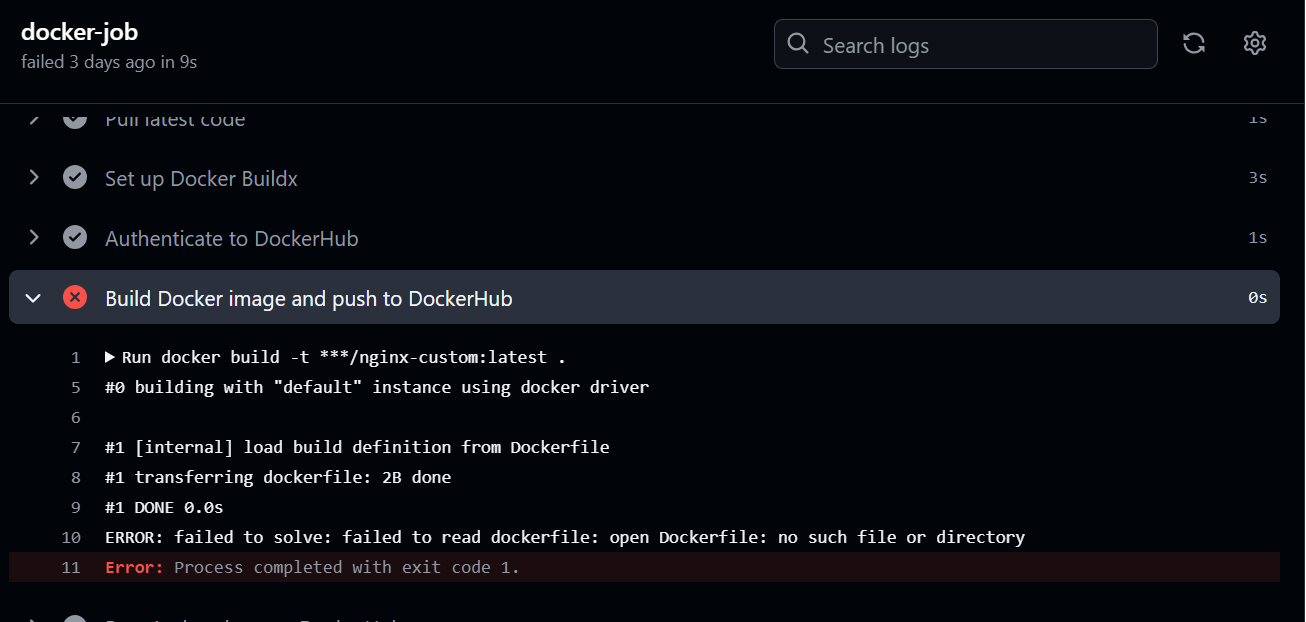 docker-job
failed 3 days ago in 9s
Search logs
Pull latest code 1s
Set up Docker Buildx 3s
Authenticate to DockerHub 1s
Build Docker image and push to DockerHub 0s
1 Run docker build -t ***/nginx-custom:latest .
5 #0 building with "default" instance using docker driver
6
7 #1 [internal] load build definition from Dockerfile
8 #1 transferring dockerfile: 2B done
9 #1 DONE 0.0s
10 ERROR: failed to solve: failed to read dockerfile: open Dockerfile: no such file or directory
11 Error: Process completed with exit code 1.